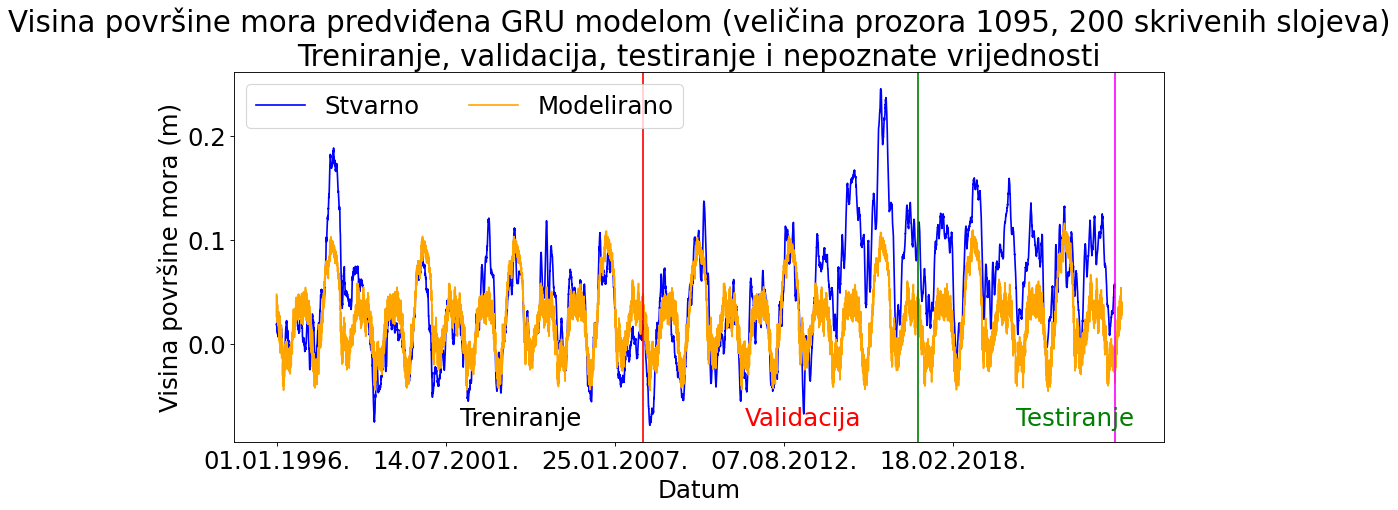 Visina površine mora predviđena GRU modelom (veličina prozora 1095, 200 skrivenih slojeva)
Treniranje, validacija, testiranje i nepoznate vrijednosti
Stvarno
Modelirano
Visina površine mora (m)
0.2
0.1
0.0
Treniranje
Validacija
Testiranje
01.01.1996.
14.07.2001.
25.01.2007.
07.08.2012.
18.02.2018.
Datum